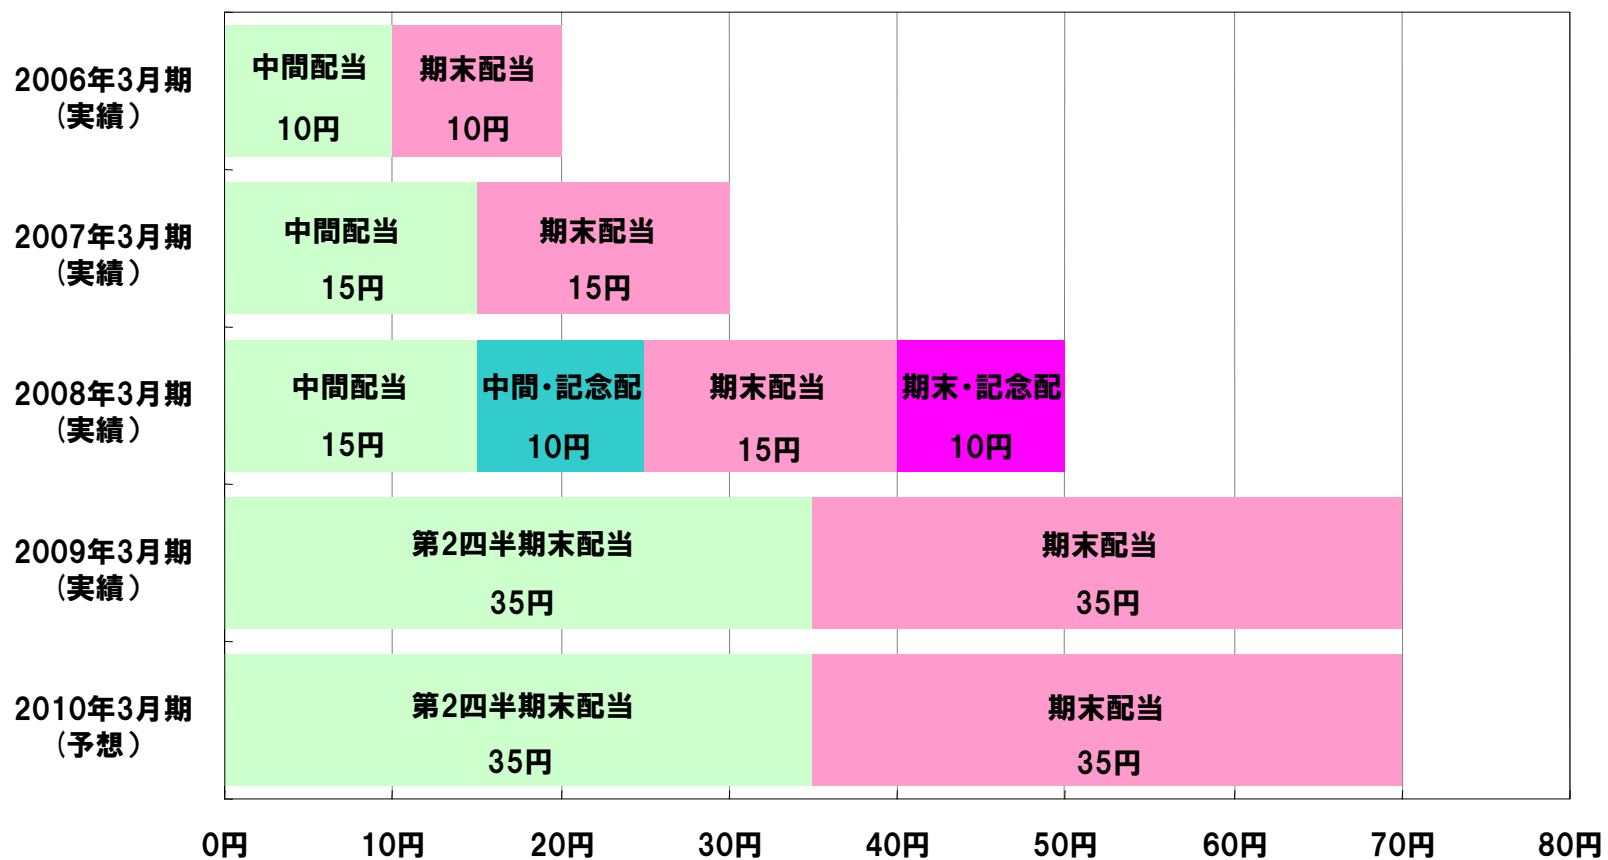 2006年3月期
(実績)
中間配当
10円
期末配当
10円
2007年3月期
(実績)
中間配当
15円
期末配当
15円
2008年3月期
(実績)
中間配当
15円
中間・記念配
10円
期末配当
15円
期末・記念配
10円
2009年3月期
(実績)
第2四半期末配当
35円
期末配当
35円
2010年3月期
(予想)
第2四半期末配当
35円
期末配当
35円
0円 10円 20円 30円 40円 50円 60円 70円 80円